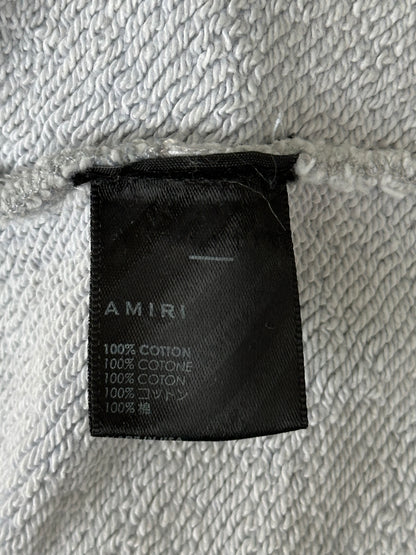 AMIRI
100% COTTON
100% COTONE
100% COTON
100% コットン
100% 棉